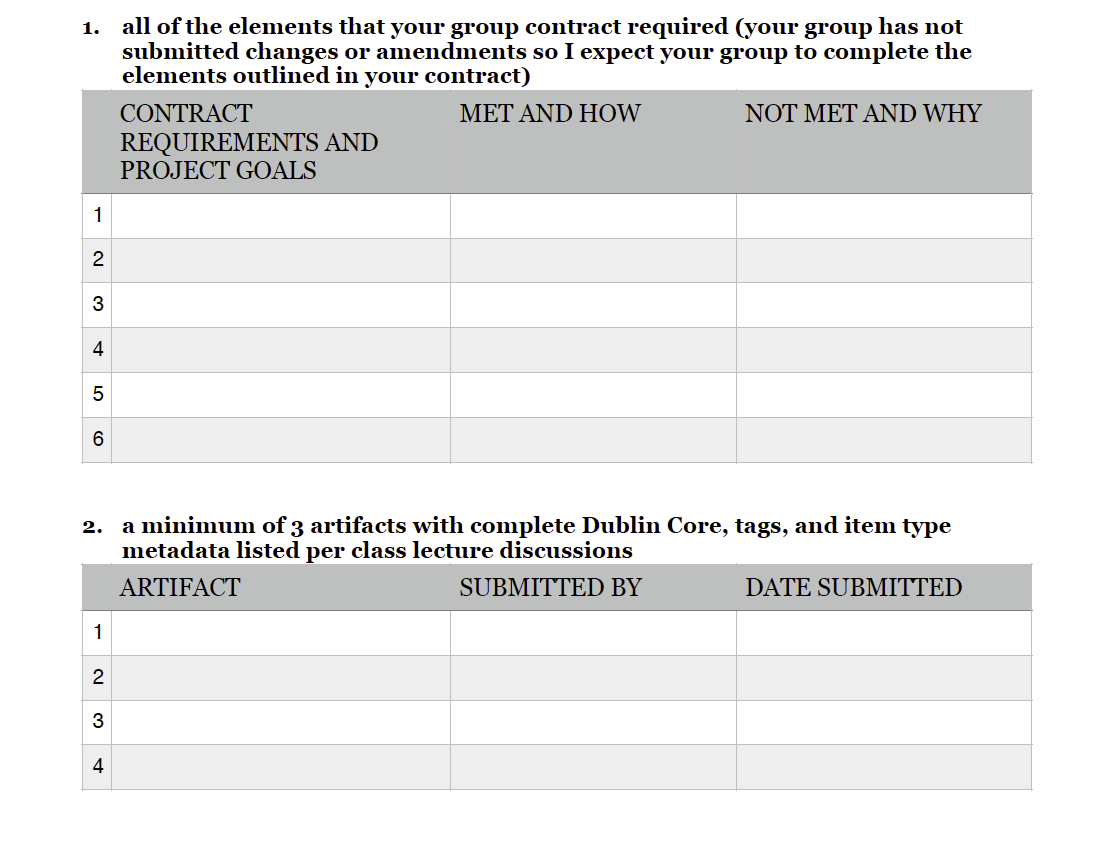 1. all of the elements that your group contract required (your group has not
submitted changes or amendments so I expect your group to complete the
elements outlined in your contract)
CONTRACT REQUIREMENTS AND PROJECT GOALS MET AND HOW NOT MET AND WHY
1
2
3
4
5
6
2. a minimum of 3 artifacts with complete Dublin Core, tags, and item type
metadata listed per class lecture discussions
ARTIFACT SUBMITTED BY DATE SUBMITTED
1
2
3
4